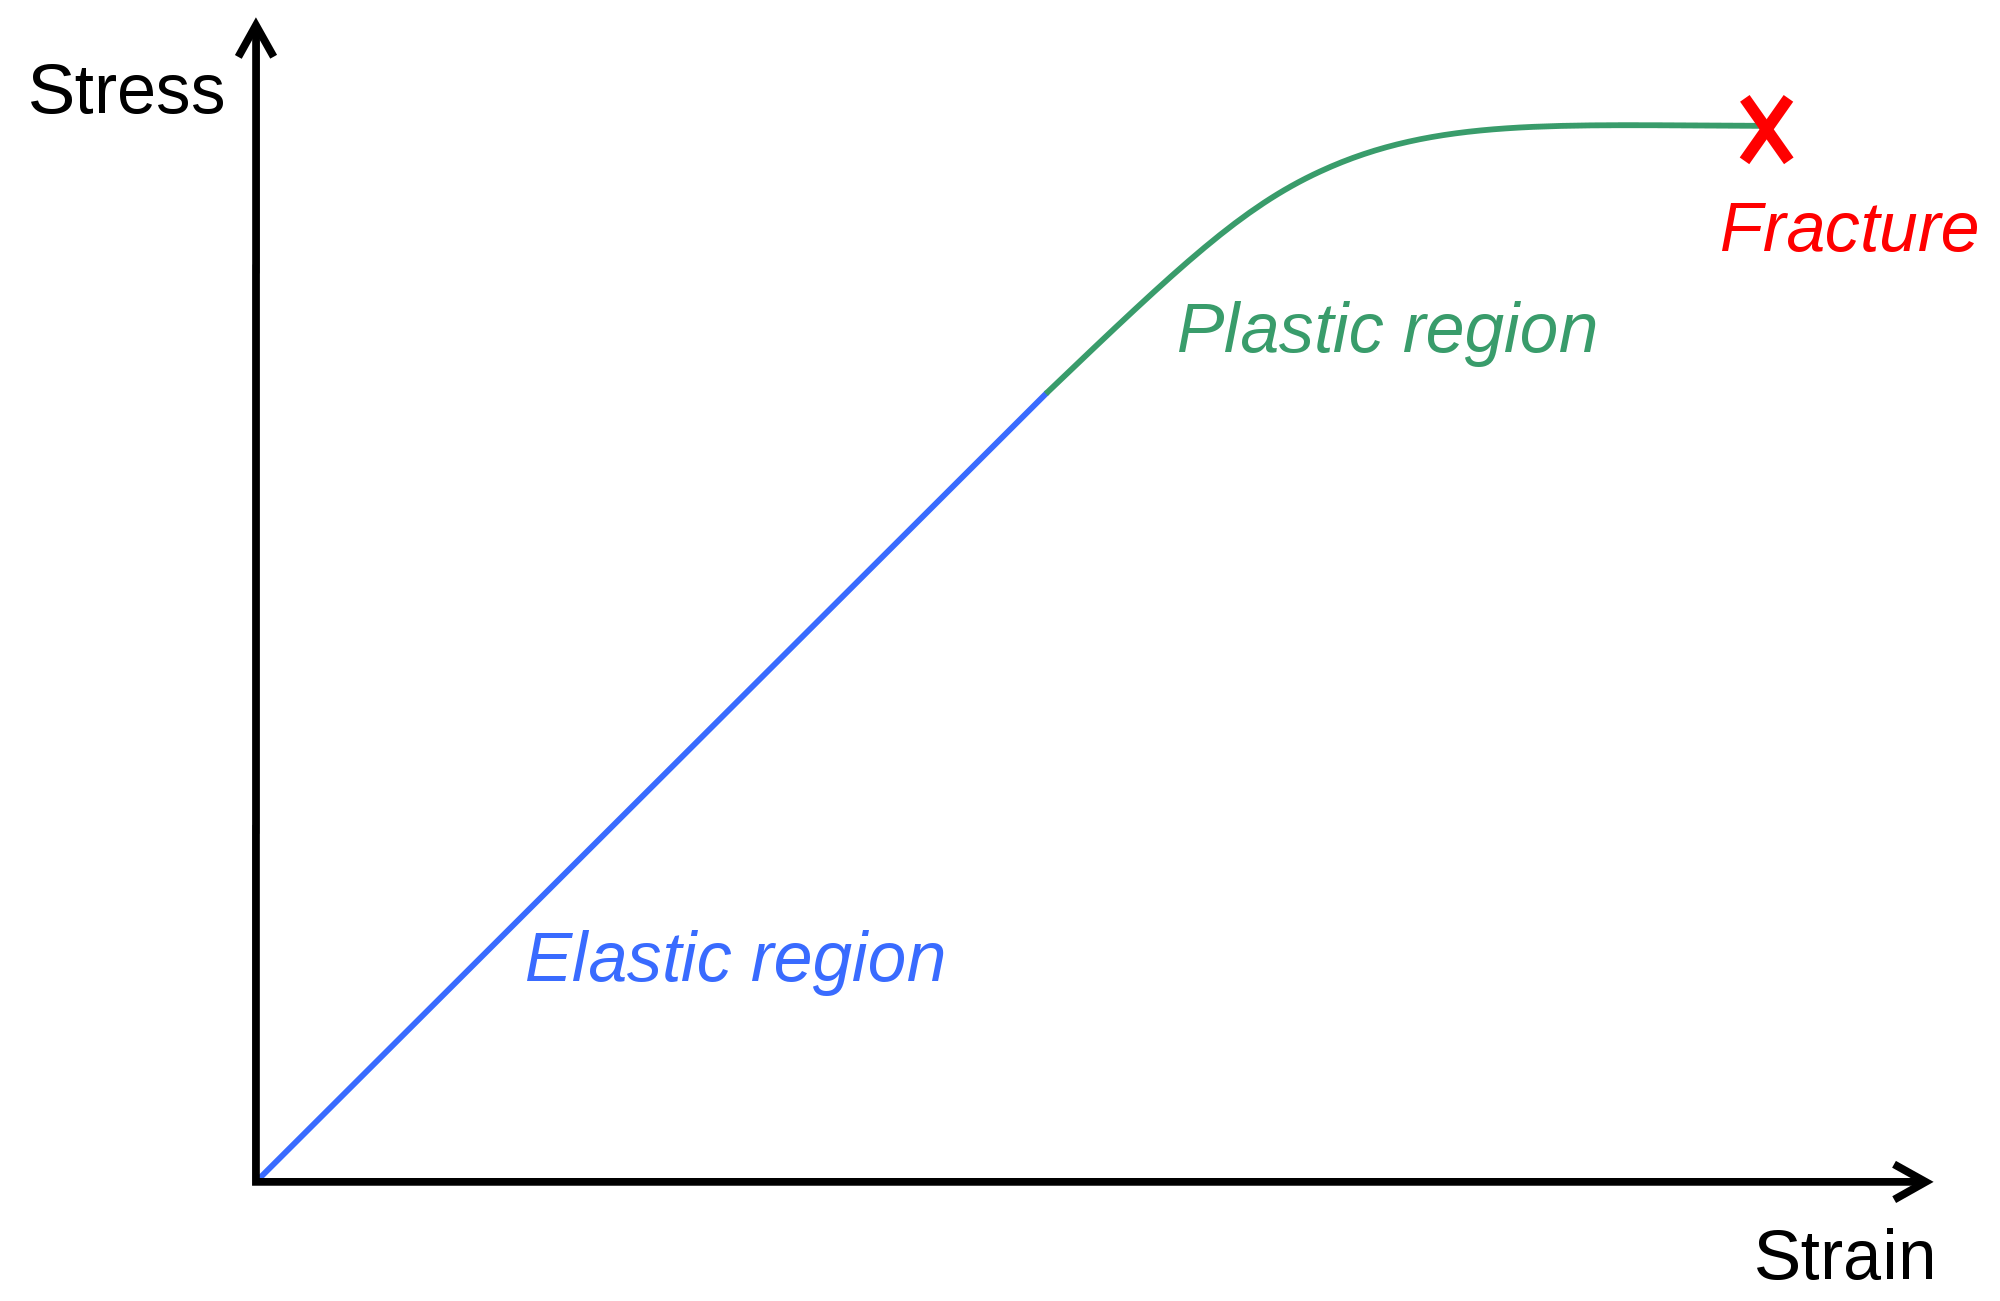 Stress
Fracture
Plastic region
Elastic region
Strain